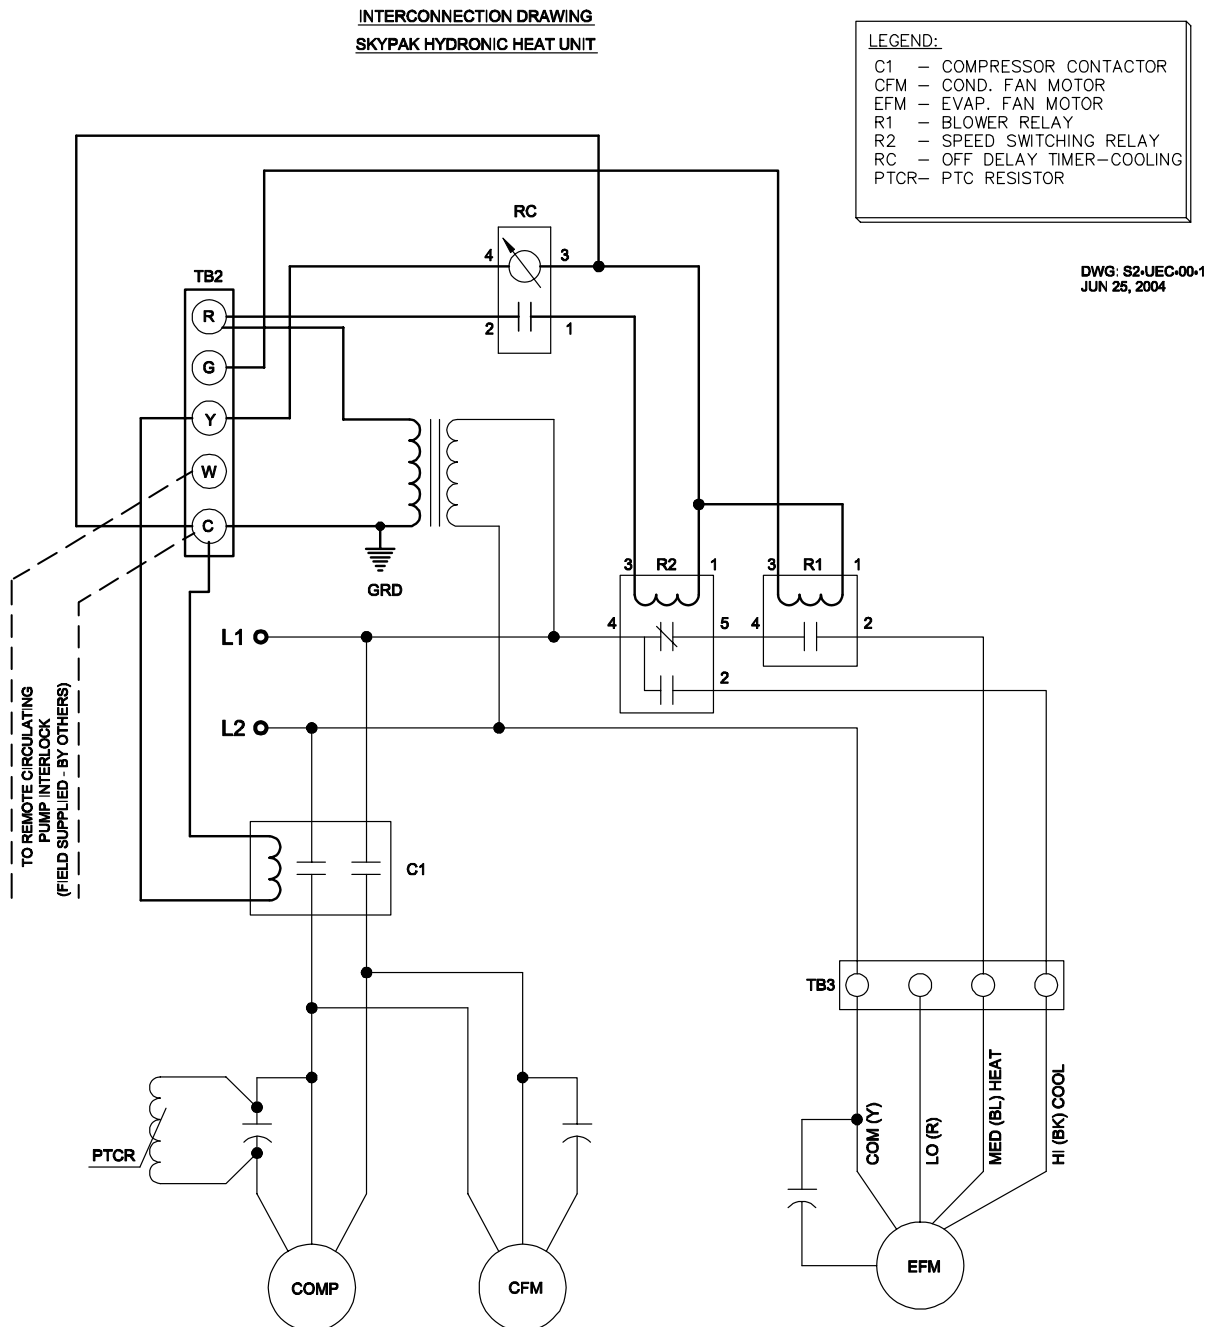 INTERCONNECTION DRAWING
SKYPAK HYDRONIC HEAT UNIT
LEGEND:
C1 – COMPRESSOR CONTACTOR
CFM – COND. FAN MOTOR
EFM – EVAP. FAN MOTOR
R1 – BLOWER RELAY
R2 – SPEED SWITCHING RELAY
RC – OFF DELAY TIMER–COOLING
PTCR– PTC RESISTOR
DWG: S2-UEC-00-1
JUN 25, 2004
RC
4 3
2 1
TB2
R
G
Y
W
C
GRD
3 R2 1
3 R1 1
4 5 4 2
2
L1
L2
TO REMOTE CIRCULATING
PUMP INTERLOCK
(FIELD SUPPLIED - BY OTHERS)
C1
TB3
COM (Y)
LO (R)
MED (BL) HEAT
HI (BK) COOL
PTCR
COMP
CFM
EFM